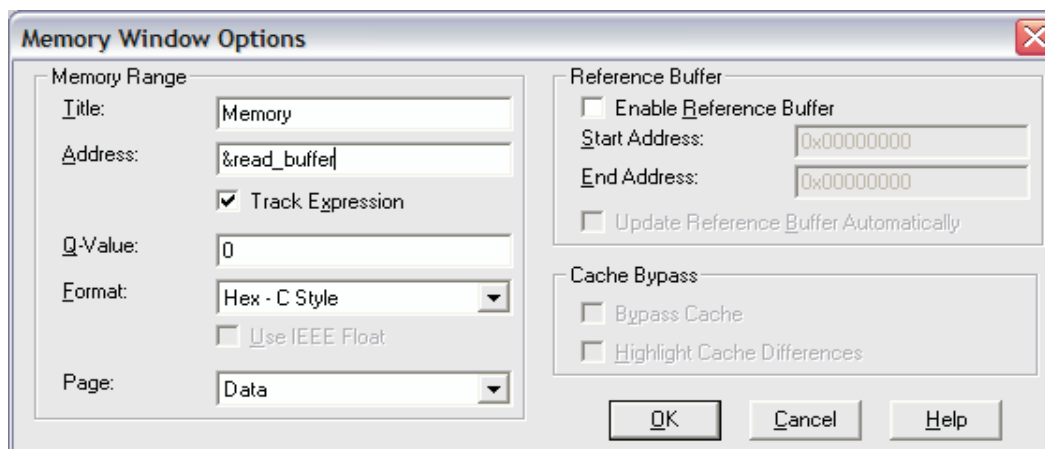 Memory Window Options
Memory Range
Title:
Memory
Address:
&read_buffer
Track Expression
Q-Value:
0
Format:
Hex - C Style
Use IEEE Float
Page:
Data
Reference Buffer
Enable Reference Buffer
Start Address:
0x00000000
End Address:
0x00000000
Update Reference Buffer Automatically
Cache Bypass
Bypass Cache
Highlight Cache Differences
OK
Cancel
Help